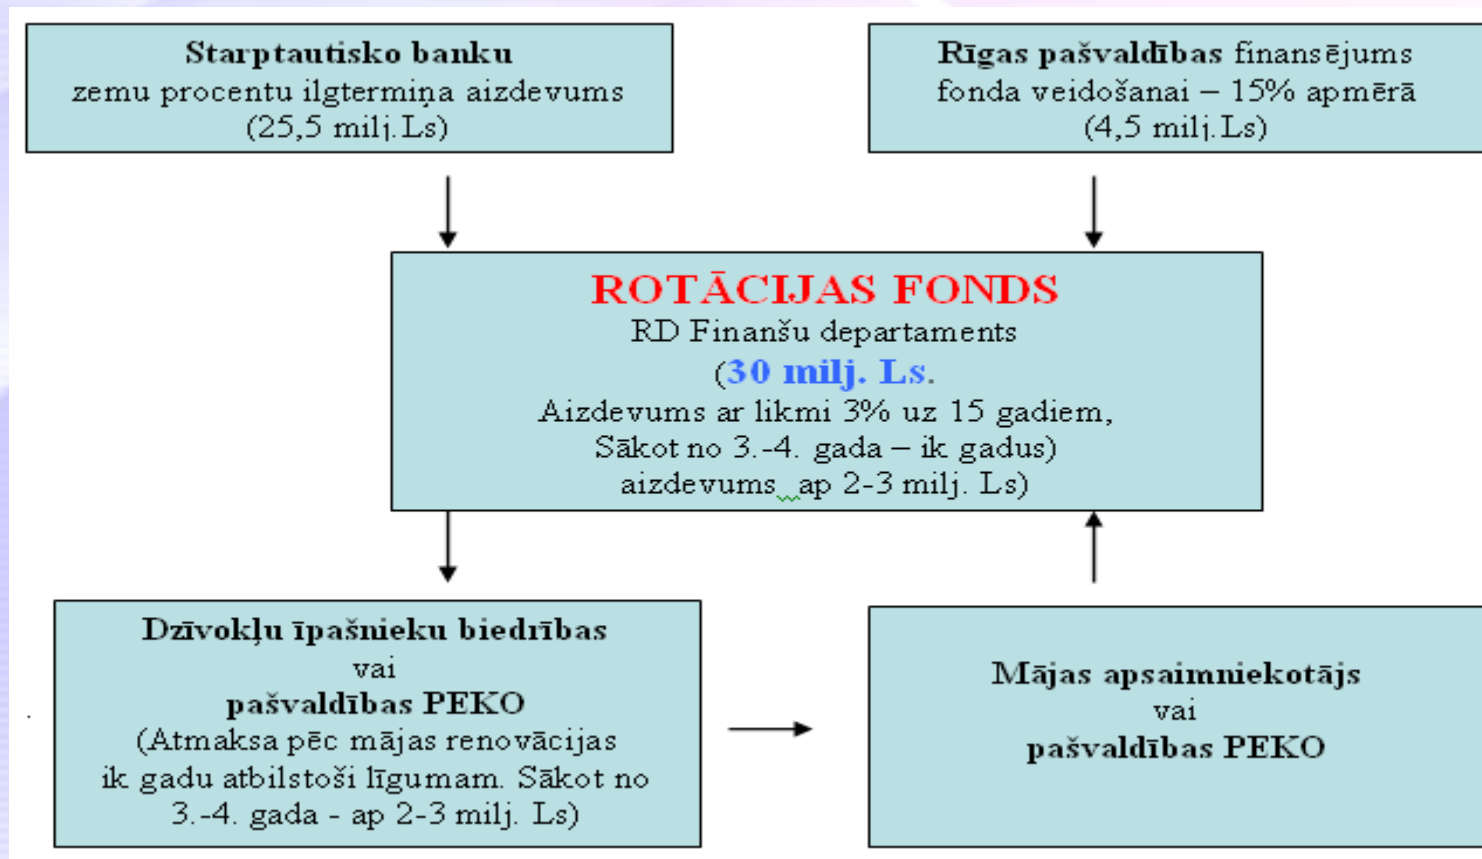 Starptautisko banku
zemu procentu ilgtermiņa aizdevums
(25,5 milj.Ls)
Rīgas pašvaldības finansējums
fonda veidošanai – 15% apmērā
(4,5 milj.Ls)
ROTĀCIJAS FONDS
RD Finanšu departaments
(30 milj. Ls.
Aizdevums ar likmi 3% uz 15 gadiem,
Sākot no 3.-4. gada – ik gadus)
aizdevums ap 2-3 milj. Ls)
Dzīvokļu īpašnieku biedrības
vai
pašvaldības PEKO
(Atmaksa pēc mājas renovācijas
ik gadu atbilstoši līgumam. Sākot no
3.-4. gada - ap 2-3 milj. Ls)
Mājas apsaimniekotājs
vai
pašvaldības PEKO